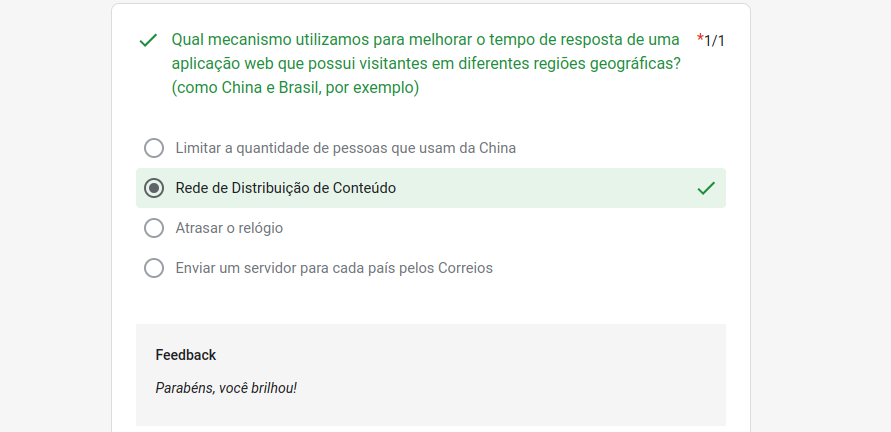 Qual mecanismo utilizamos para melhorar o tempo de resposta de uma *1/1
aplicação web que possui visitantes em diferentes regiões geográficas?
(como China e Brasil, por exemplo)
Limitar a quantidade de pessoas que usam da China
Rede de Distribuição de Conteúdo
Atrasar o relógio
Enviar um servidor para cada país pelos Correios
Feedback
Parabéns, você brilhou!